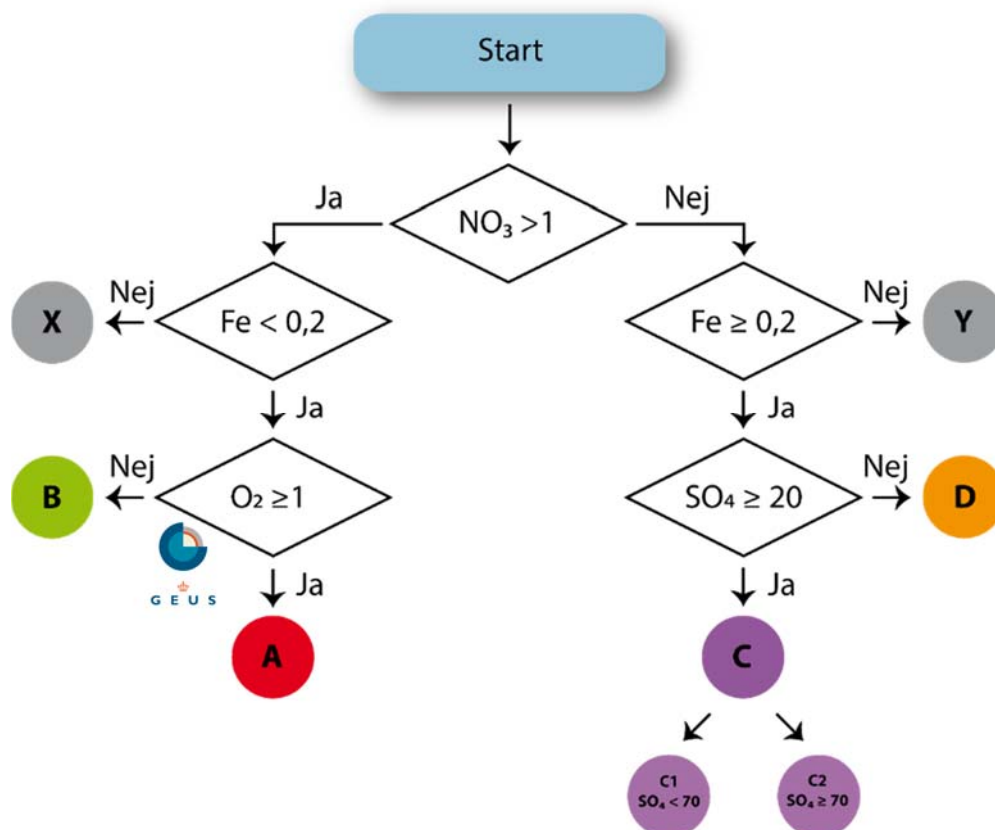 Start
Ja
NO₃ >1
Nej
Nej
X
Fe < 0,2
Fe ≥ 0,2
Nej
Y
Ja
Ja
Nej
B
O₂ ≥1
SO₄ ≥ 20
Nej
D
GEUS
Ja
Ja
A
C
C1
SO₄ < 70
C2
SO₄ ≥ 70